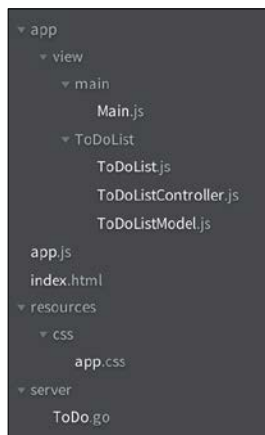 app
view
main
Main.js
ToDoList
ToDoList.js
ToDoListController.js
ToDoListModel.js
app.js
index.html
resources
css
app.css
server
ToDo.go